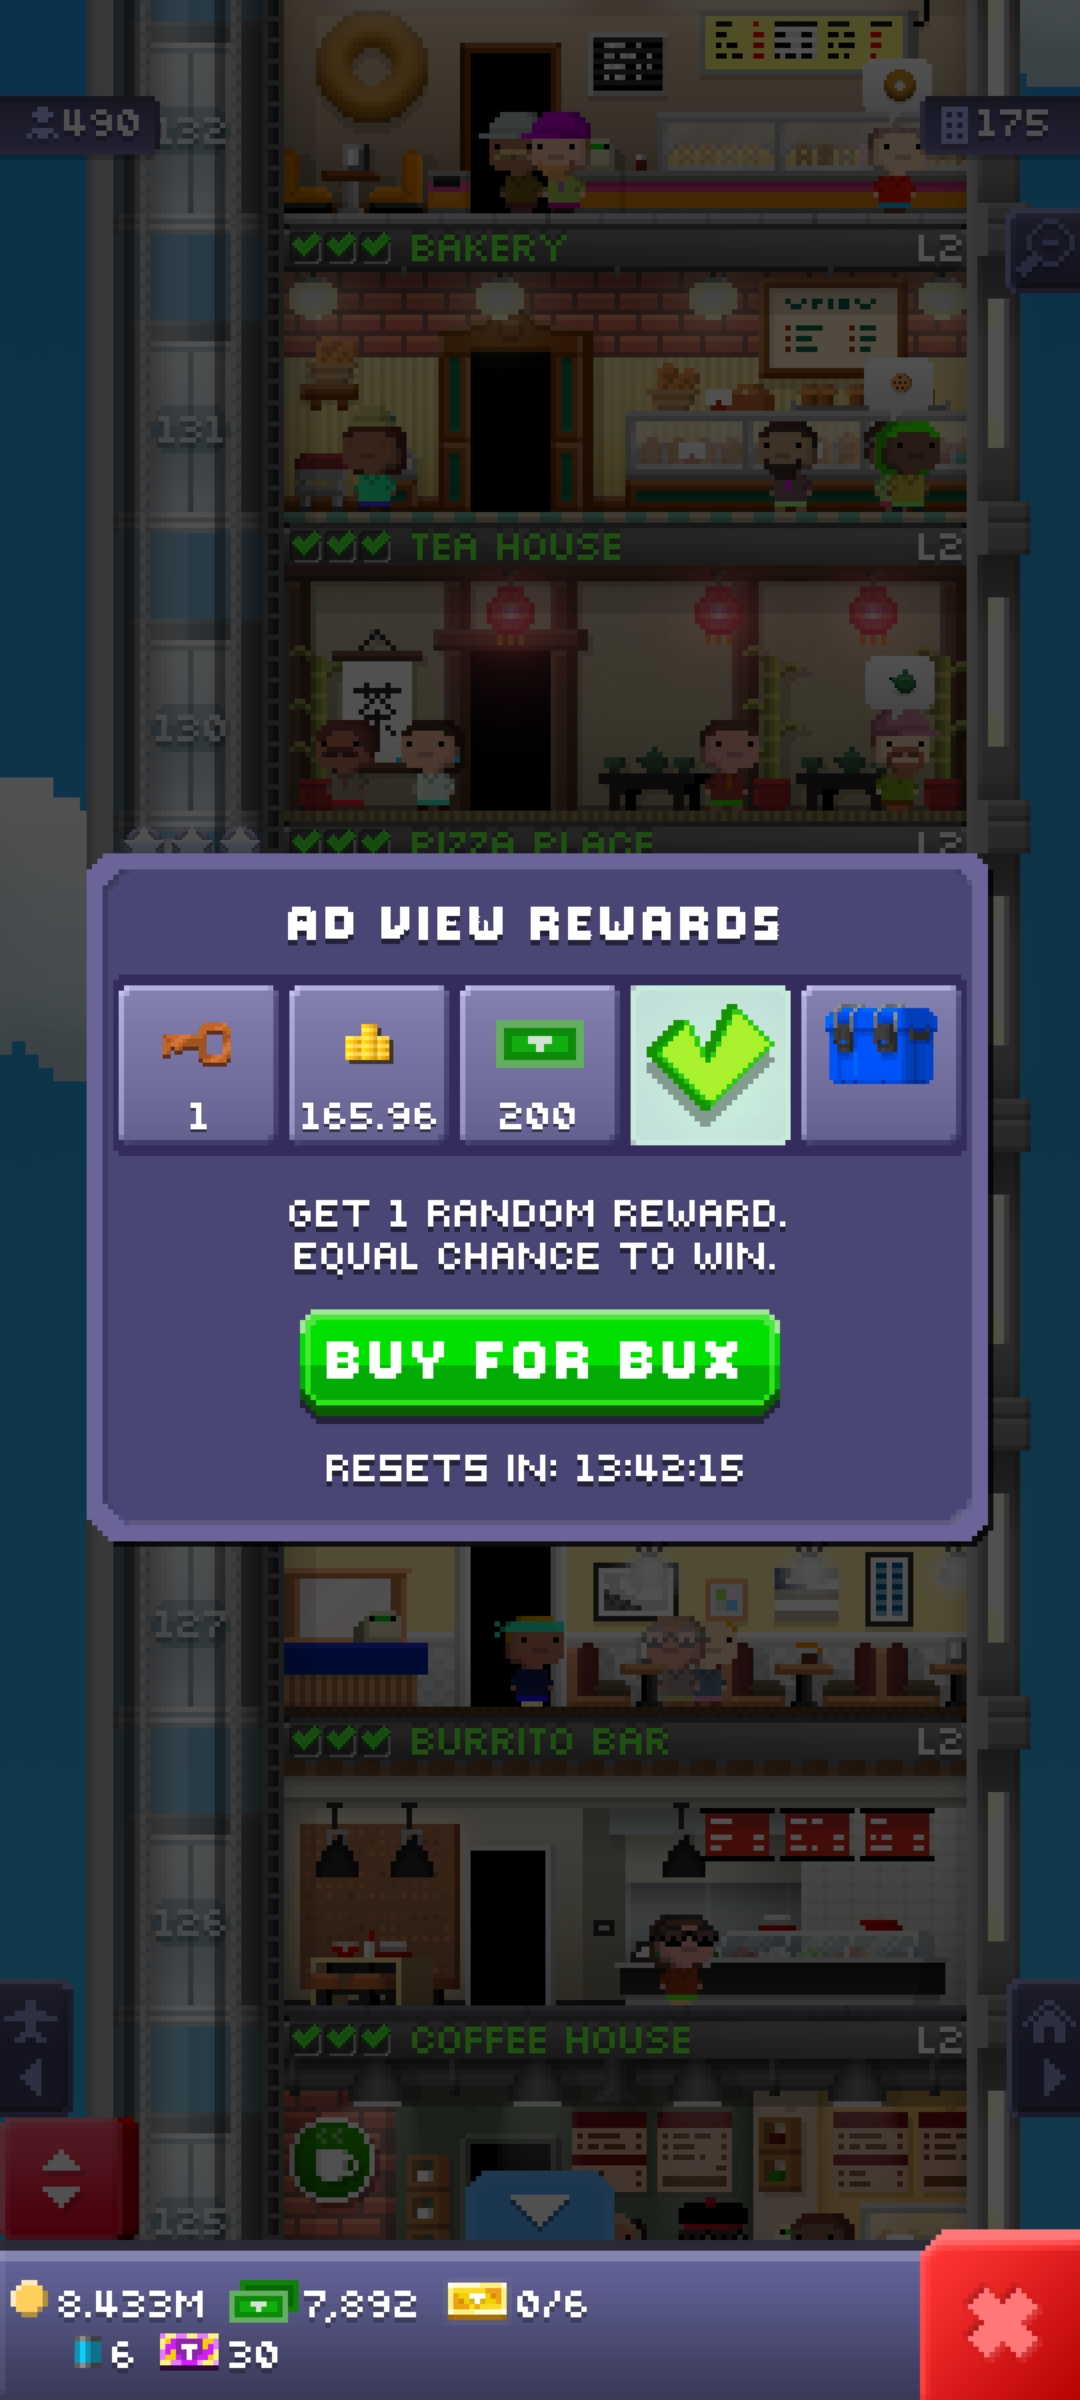 490
132
175
BAKERY L2
131
TEA HOUSE L2
130
PIZZA PLACE L2
AD VIEW REWARDS
1
165.96
200
GET 1 RANDOM REWARD.
EQUAL CHANCE TO WIN.
BUY FOR BUX
RESETS IN: 13:42:15
127
BURRITO BAR L2
126
COFFEE HOUSE L2
125
8.433M 7,892 0/6
6 T 30